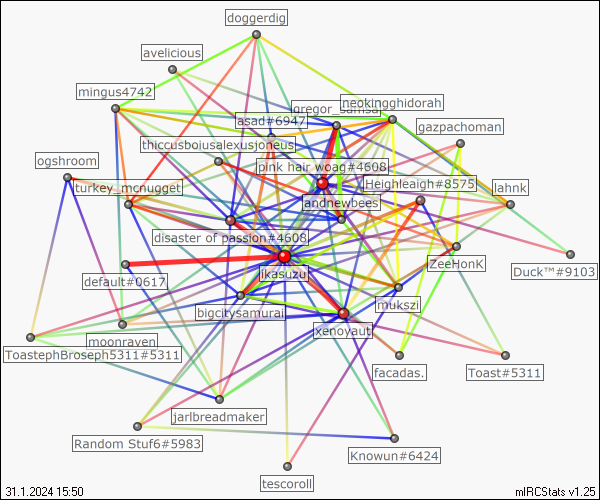 doggerdig
avelicious
mingus4742
neokingghidorah
gregor_samsa
asad#6947
gazpachoman
thiccusboiusalexusjoneus
ogshroom
pink hair woag#4608
turkey_mcnugget
Heighleaigh#8575
lahnk
andnewbees
disaster of passion#4608
ZeeHonK
Duck™#9103
default#0617
ikasuzu
mukszi
bigcitysamurai
xenoyaut
moonraven
ToastephBroseph5311#5311
facadas.
Toast#5311
jarlbreadmaker
Random Stuf6#5983
Knowun#6424
tescoroll
31.1.2024 15:50
mIRCStats v1.25